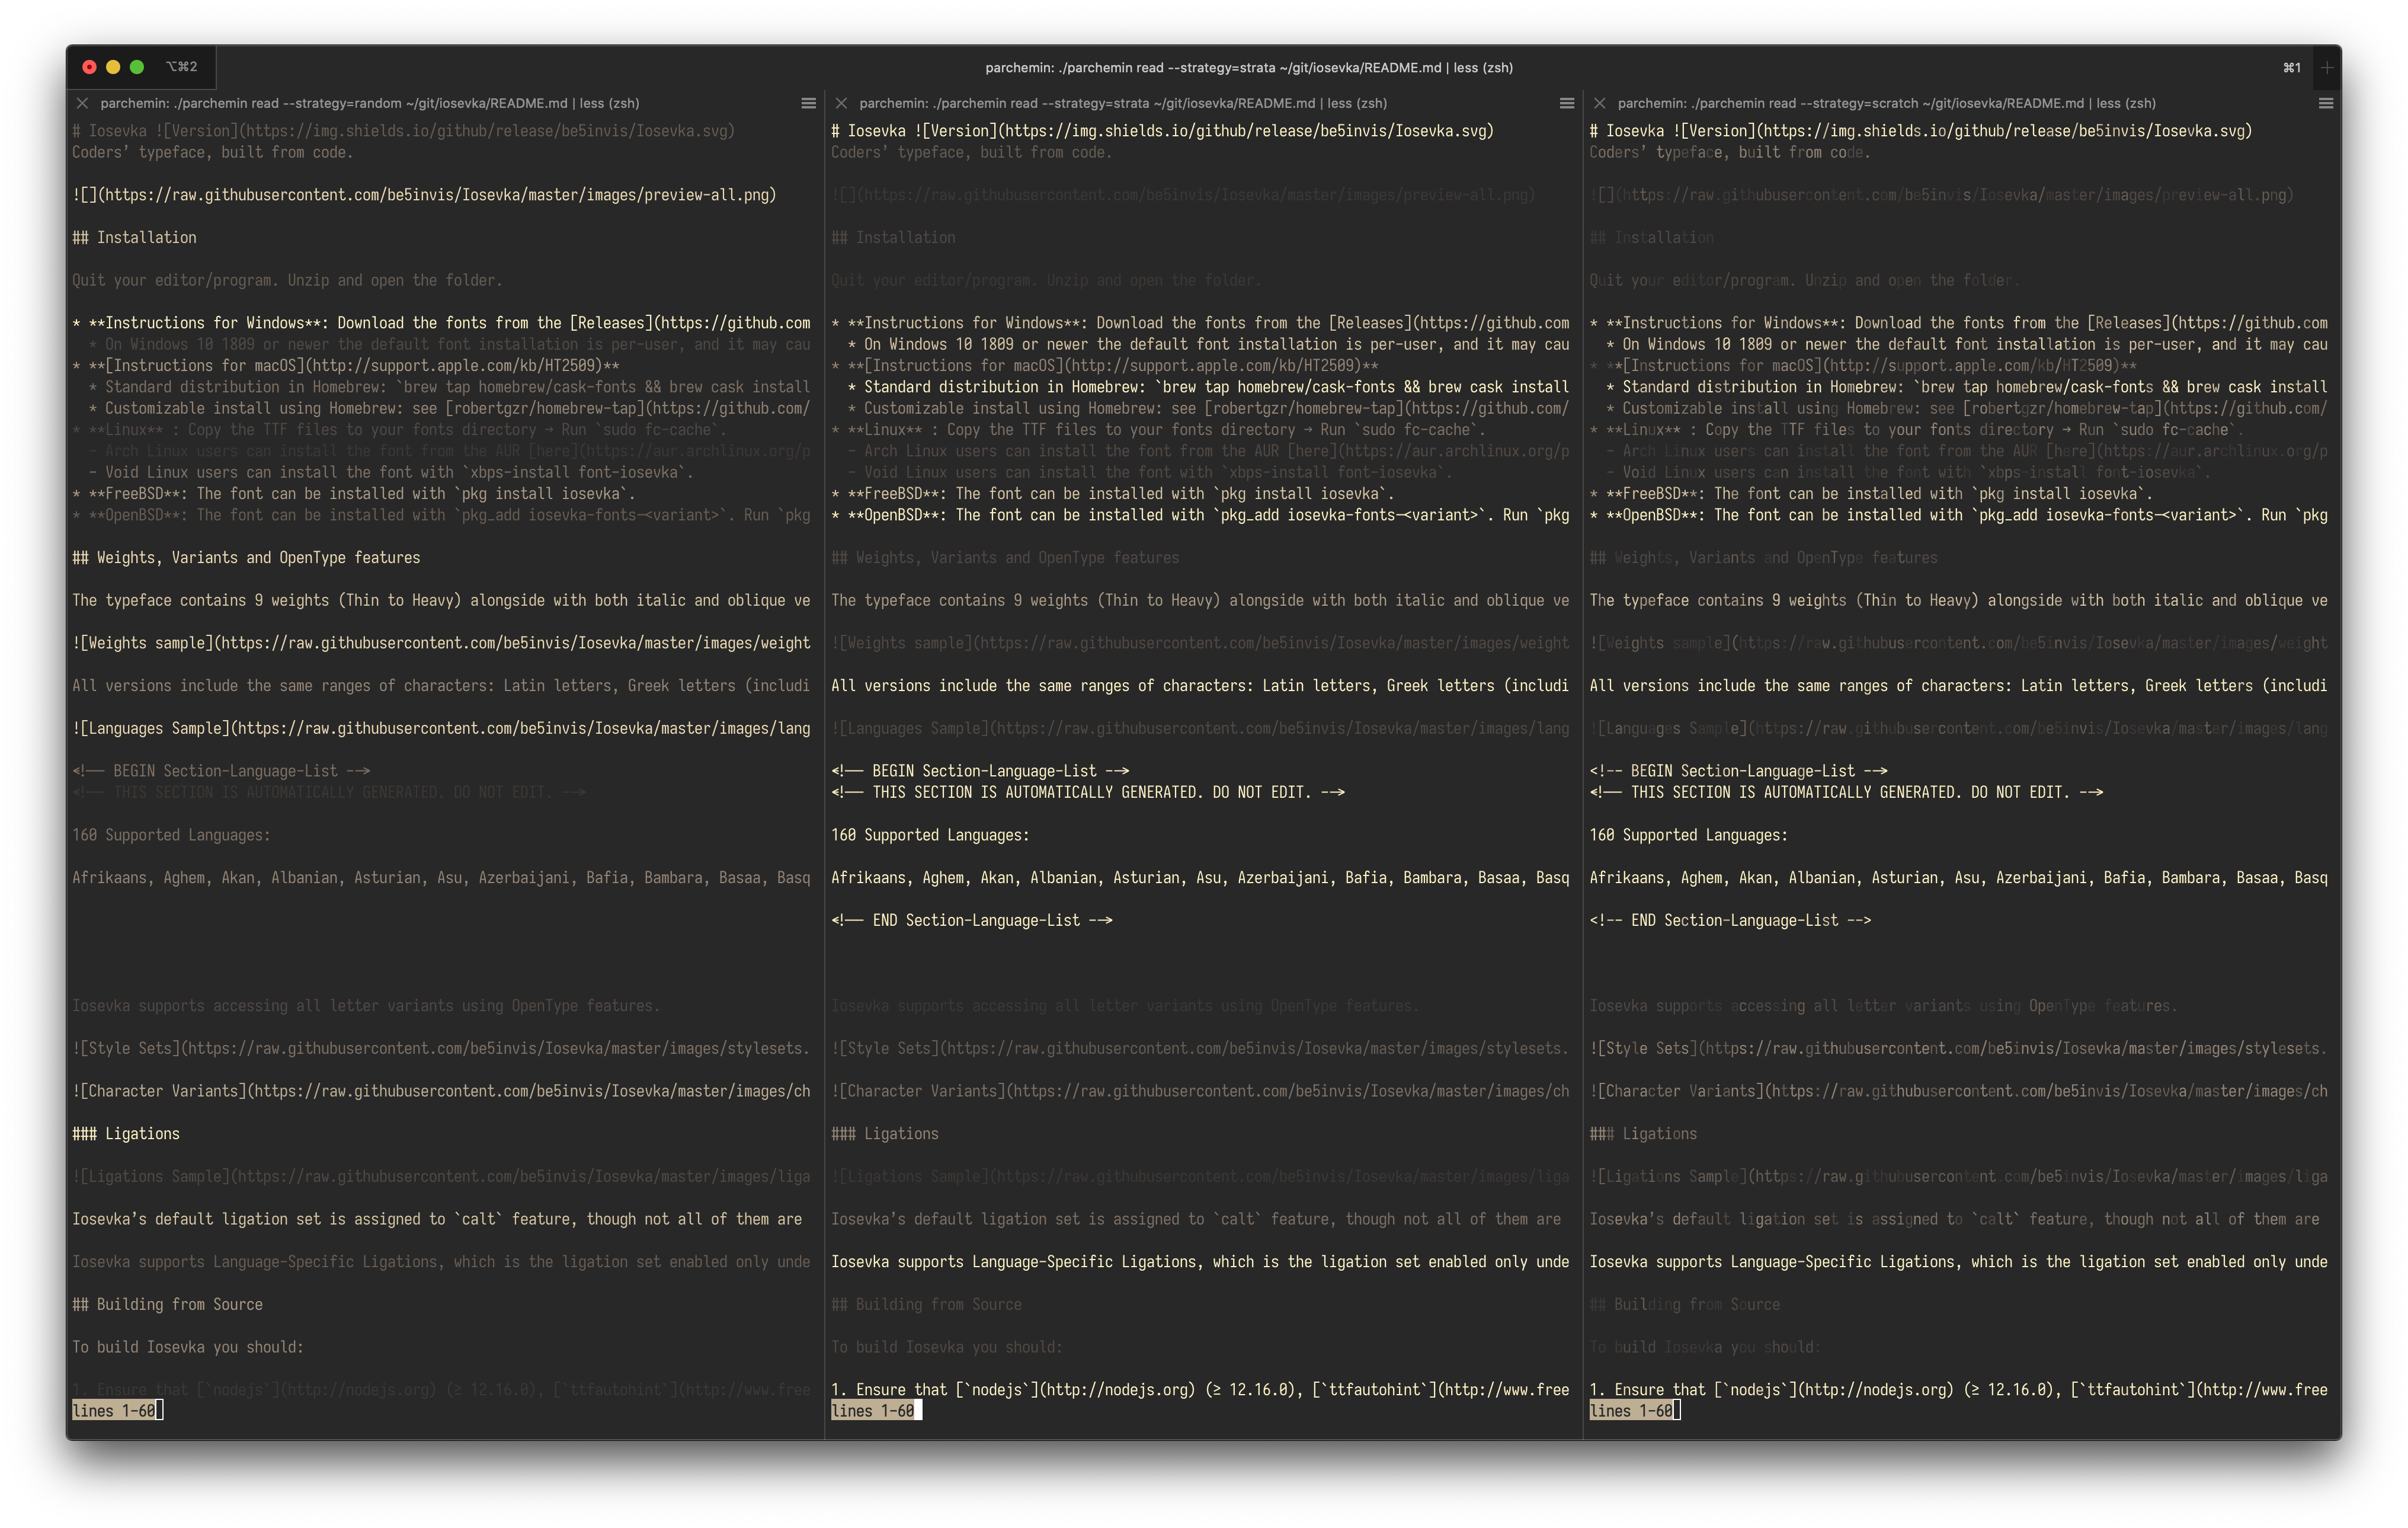 ⌥⌘2
parchemin: ./parchemin read --strategy=strata ~/git/iosevka/README.md | less (zsh)
⌘1
parchemin: ./parchemin read --strategy=random ~/git/iosevka/README.md | less (zsh)
# Iosevka ![Version](https://img.shields.io/github/release/be5invis/Iosevka.svg)
Coders’ typeface, built from code.
![](https://raw.githubusercontent.com/be5invis/Iosevka/master/images/preview-all.png)
## Installation
Quit your editor/program. Unzip and open the folder.
* **Instructions for Windows**: Download the fonts from the [Releases](https://github.com
* On Windows 10 1809 or newer the default font installation is per-user, and it may cau
* **[Instructions for macOS](http://support.apple.com/kb/HT2509)**
* Standard distribution in Homebrew: `brew tap homebrew/cask-fonts && brew cask install
* Customizable install using Homebrew: see [robertgzr/homebrew-tap](https://github.com/
* **Linux** : Copy the TTF files to your fonts directory → Run `sudo fc-cache`.
- Arch Linux users can install the font from the AUR [here](https://aur.archlinux.org/p
- Void Linux users can install the font with `xbps-install font-iosevka`.
* **FreeBSD**: The font can be installed with `pkg install iosevka`.
* **OpenBSD**: The font can be installed with `pkg_add iosevka-fonts-<variant>`. Run `pkg
## Weights, Variants and OpenType features
The typeface contains 9 weights (Thin to Heavy) alongside with both italic and oblique ve
![Weights sample](https://raw.githubusercontent.com/be5invis/Iosevka/master/images/weight
All versions include the same ranges of characters: Latin letters, Greek letters (includi
![Languages Sample](https://raw.githubusercontent.com/be5invis/Iosevka/master/images/lang
<!-- BEGIN Section-Language-List -->
<!-- THIS SECTION IS AUTOMATICALLY GENERATED. DO NOT EDIT. -->
160 Supported Languages:
Afrikaans, Aghem, Akan, Albanian, Asturian, Asu, Azerbaijani, Bafia, Bambara, Basaa, Basq
Iosevka supports accessing all letter variants using OpenType features.
![Style Sets](https://raw.githubusercontent.com/be5invis/Iosevka/master/images/stylesets.
![Character Variants](https://raw.githubusercontent.com/be5invis/Iosevka/master/images/ch
### Ligations
![Ligations Sample](https://raw.githubusercontent.com/be5invis/Iosevka/master/images/liga
Iosevka’s default ligation set is assigned to `calt` feature, though not all of them are
Iosevka supports Language-Specific Ligations, which is the ligation set enabled only unde
## Building from Source
To build Iosevka you should:
1. Ensure that [`nodejs`](http://nodejs.org) (≥ 12.16.0), [`ttfautohint`](http://www.free
lines 1-60
parchemin: ./parchemin read --strategy=strata ~/git/iosevka/README.md | less (zsh)
# Iosevka ![Version](https://img.shields.io/github/release/be5invis/Iosevka.svg)
Coders’ typeface, built from code.
![](https://raw.githubusercontent.com/be5invis/Iosevka/master/images/preview-all.png)
## Installation
Quit your editor/program. Unzip and open the folder.
* **Instructions for Windows**: Download the fonts from the [Releases](https://github.com
* On Windows 10 1809 or newer the default font installation is per-user, and it may cau
* **[Instructions for macOS](http://support.apple.com/kb/HT2509)**
* Standard distribution in Homebrew: `brew tap homebrew/cask-fonts && brew cask install
* Customizable install using Homebrew: see [robertgzr/homebrew-tap](https://github.com/
* **Linux** : Copy the TTF files to your fonts directory → Run `sudo fc-cache`.
- Arch Linux users can install the font from the AUR [here](https://aur.archlinux.org/p
- Void Linux users can install the font with `xbps-install font-iosevka`.
* **FreeBSD**: The font can be installed with `pkg install iosevka`.
* **OpenBSD**: The font can be installed with `pkg_add iosevka-fonts-<variant>`. Run `pkg
## Weights, Variants and OpenType features
The typeface contains 9 weights (Thin to Heavy) alongside with both italic and oblique ve
![Weights sample](https://raw.githubusercontent.com/be5invis/Iosevka/master/images/weight
All versions include the same ranges of characters: Latin letters, Greek letters (includi
![Languages Sample](https://raw.githubusercontent.com/be5invis/Iosevka/master/images/lang
<!-- BEGIN Section-Language-List -->
<!-- THIS SECTION IS AUTOMATICALLY GENERATED. DO NOT EDIT. -->
160 Supported Languages:
Afrikaans, Aghem, Akan, Albanian, Asturian, Asu, Azerbaijani, Bafia, Bambara, Basaa, Basq
<!-- END Section-Language-List -->
Iosevka supports accessing all letter variants using OpenType features.
![Style Sets](https://raw.githubusercontent.com/be5invis/Iosevka/master/images/stylesets.
![Character Variants](https://raw.githubusercontent.com/be5invis/Iosevka/master/images/ch
### Ligations
![Ligations Sample](https://raw.githubusercontent.com/be5invis/Iosevka/master/images/liga
Iosevka’s default ligation set is assigned to `calt` feature, though not all of them are
Iosevka supports Language-Specific Ligations, which is the ligation set enabled only unde
## Building from Source
To build Iosevka you should:
1. Ensure that [`nodejs`](http://nodejs.org) (≥ 12.16.0), [`ttfautohint`](http://www.free
lines 1-60
parchemin: ./parchemin read --strategy=scratch ~/git/iosevka/README.md | less (zsh)
# Iosevka ![Version](https://img.shields.io/github/release/be5invis/Iosevka.svg)
Coders’ typeface, built from code.
![](https://raw.githubusercontent.com/be5invis/Iosevka/master/images/preview-all.png)
## Installation
Quit your editor/program. Unzip and open the folder.
* **Instructions for Windows**: Download the fonts from the [Releases](https://github.com
* On Windows 10 1809 or newer the default font installation is per-user, and it may cau
* **[Instructions for macOS](http://support.apple.com/kb/HT2509)**
* Standard distribution in Homebrew: `brew tap homebrew/cask-fonts && brew cask install
* Customizable install using Homebrew: see [robertgzr/homebrew-tap](https://github.com/
* **Linux** : Copy the TTF files to your fonts directory → Run `sudo fc-cache`.
- Arch Linux users can install the font from the AUR [here](https://aur.archlinux.org/p
- Void Linux users can install the font with `xbps-install font-iosevka`.
* **FreeBSD**: The font can be installed with `pkg install iosevka`.
* **OpenBSD**: The font can be installed with `pkg_add iosevka-fonts-<variant>`. Run `pkg
## Weights, Variants and OpenType features
The typeface contains 9 weights (Thin to Heavy) alongside with both italic and oblique ve
![Weights sample](https://raw.githubusercontent.com/be5invis/Iosevka/master/images/weight
All versions include the same ranges of characters: Latin letters, Greek letters (includi
![Languages Sample](https://raw.githubusercontent.com/be5invis/Iosevka/master/images/lang
<!-- BEGIN Section-Language-List -->
<!-- THIS SECTION IS AUTOMATICALLY GENERATED. DO NOT EDIT. -->
160 Supported Languages:
Afrikaans, Aghem, Akan, Albanian, Asturian, Asu, Azerbaijani, Bafia, Bambara, Basaa, Basq
<!-- END Section-Language-List -->
Iosevka supports accessing all letter variants using OpenType features.
![Style Sets](https://raw.githubusercontent.com/be5invis/Iosevka/master/images/stylesets.
![Character Variants](https://raw.githubusercontent.com/be5invis/Iosevka/master/images/ch
### Ligations
![Ligations Sample](https://raw.githubusercontent.com/be5invis/Iosevka/master/images/liga
Iosevka’s default ligation set is assigned to `calt` feature, though not all of them are
Iosevka supports Language-Specific Ligations, which is the ligation set enabled only unde
## Building from Source
To build Iosevka you should:
1. Ensure that [`nodejs`](http://nodejs.org) (≥ 12.16.0), [`ttfautohint`](http://www.free
lines 1-60